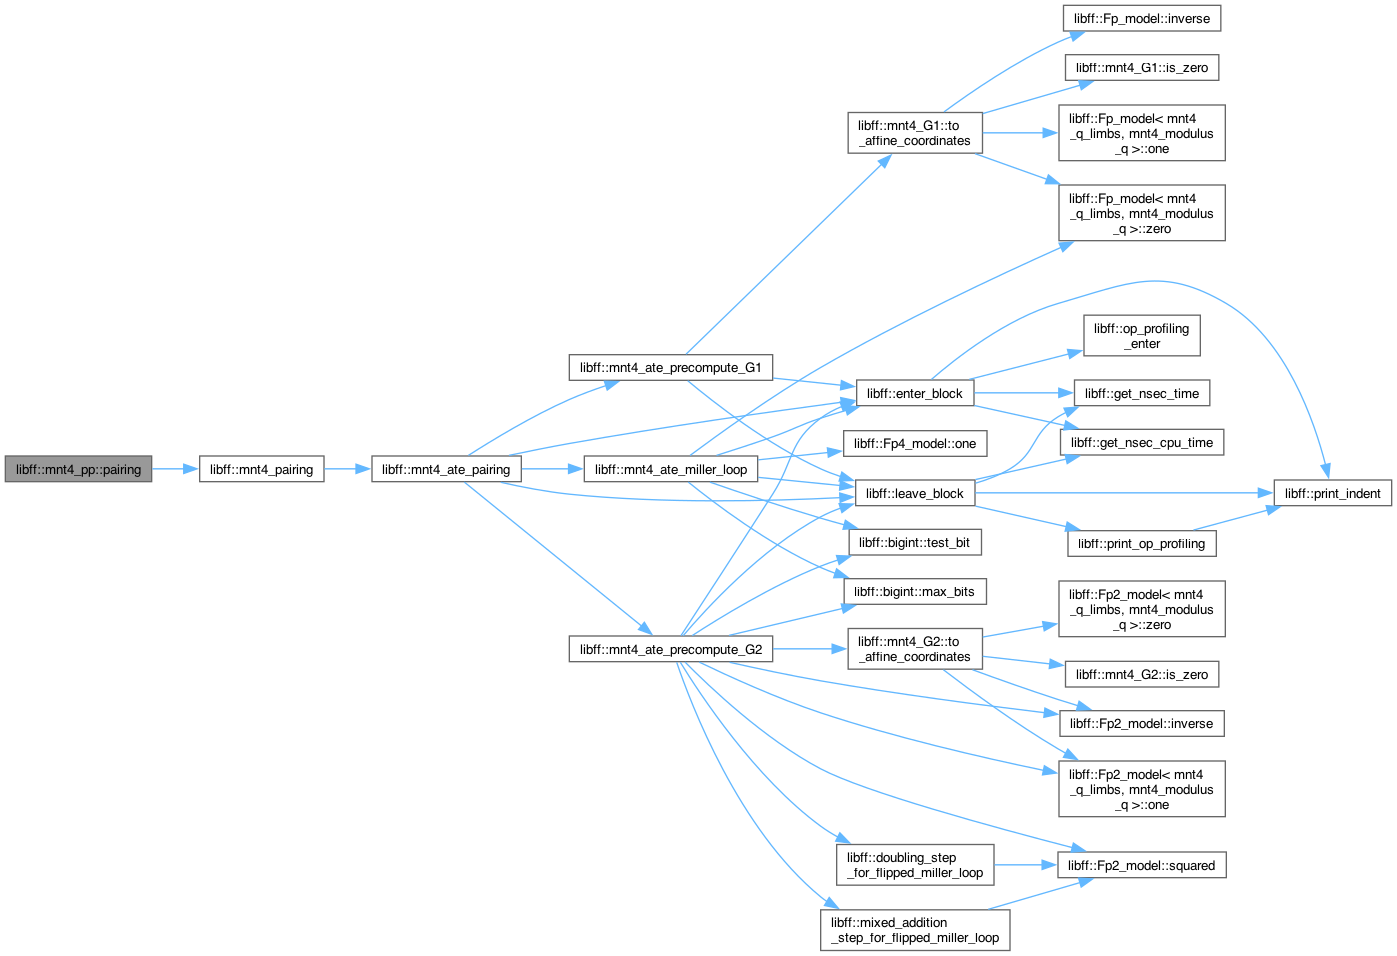 libff::mnt4_pp::pairing
libff::mnt4_pairing
libff::mnt4_ate_pairing
libff::mnt4_ate_precompute_G1
libff::mnt4_ate_miller_loop
libff::mnt4_ate_precompute_G2
libff::mnt4_G1::to
_affine_coordinates
libff::enter_block
libff::Fp4_model::one
libff::leave_block
libff::bigint::test_bit
libff::bigint::max_bits
libff::mnt4_G2::to
_affine_coordinates
libff::doubling_step
_for_flipped_miller_loop
libff::mixed_addition
_step_for_flipped_miller_loop
libff::Fp_model::inverse
libff::mnt4_G1::is_zero
libff::Fp_model< mnt4
_q_limbs, mnt4_modulus
_q >::one
libff::Fp_model< mnt4
_q_limbs, mnt4_modulus
_q >::zero
libff::op_profiling
_enter
libff::get_nsec_time
libff::get_nsec_cpu_time
libff::print_op_profiling
libff::Fp2_model< mnt4
_q_limbs, mnt4_modulus
_q >::zero
libff::mnt4_G2::is_zero
libff::Fp2_model::inverse
libff::Fp2_model< mnt4
_q_limbs, mnt4_modulus
_q >::one
libff::Fp2_model::squared
libff::print_indent